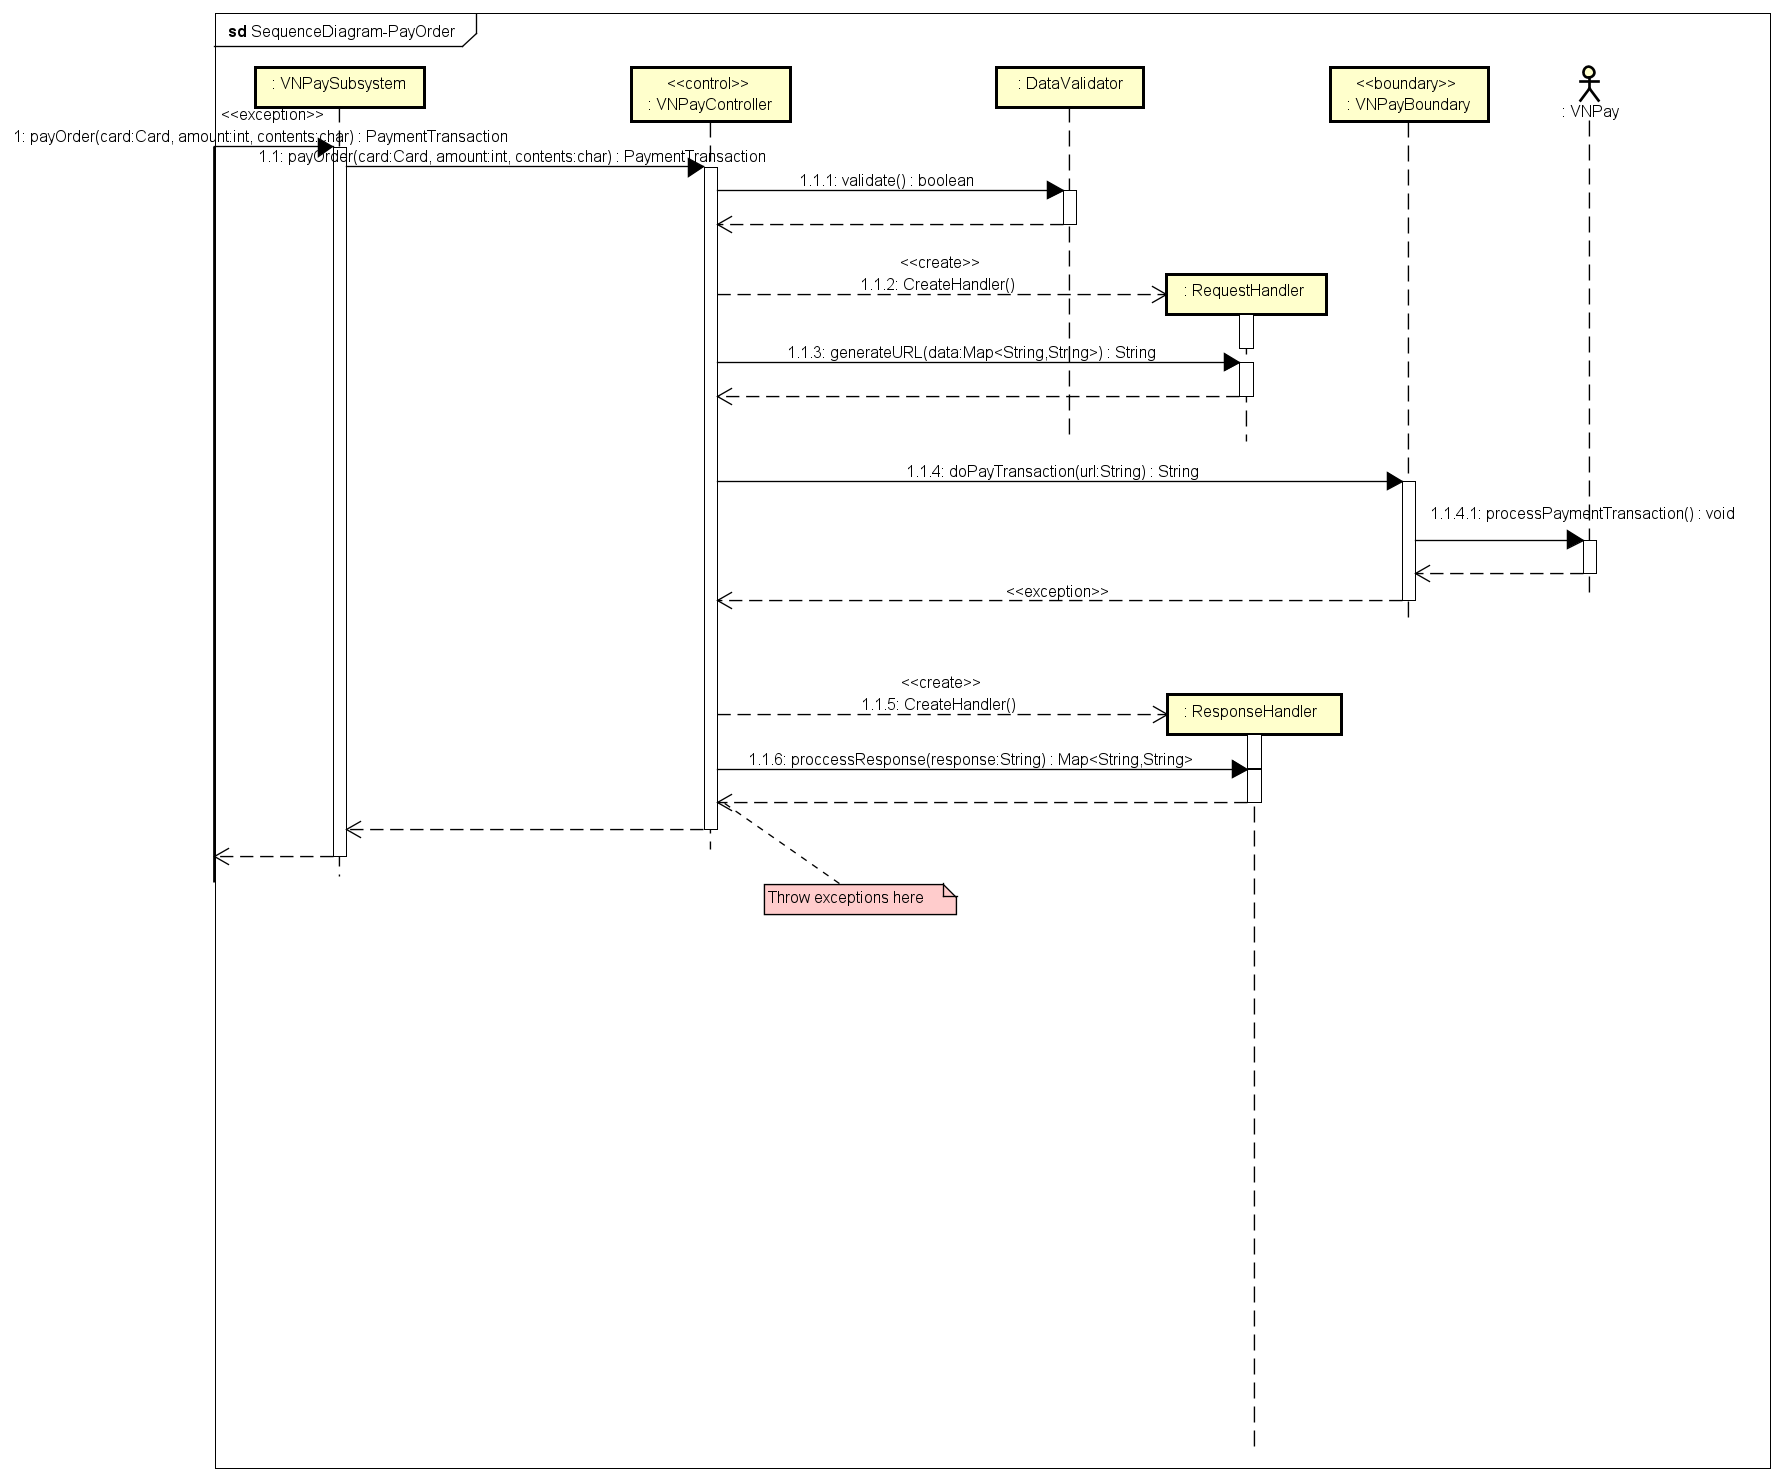 sd SequenceDiagram-PayOrder
: VNPaySubsystem
<<control>>
: VNPayController
: DataValidator
<<boundary>>
: VNPayBoundary
: VNPay
<<exception>>
1: payOrder(card:Card, amount:int, contents:char) : PaymentTransaction
1.1: payOrder(card:Card, amount:int, contents:char) : PaymentTransaction
1.1.1: validate() : boolean
<<create>>
1.1.2: CreateHandler()
: RequestHandler
1.1.3: generateURL(data:Map<String,String>) : String
1.1.4: doPayTransaction(url:String) : String
1.1.4.1: processPaymentTransaction() : void
<<exception>>
<<create>>
1.1.5: CreateHandler()
: ResponseHandler
1.1.6: proccessResponse(response:String) : Map<String,String>
Throw exceptions here